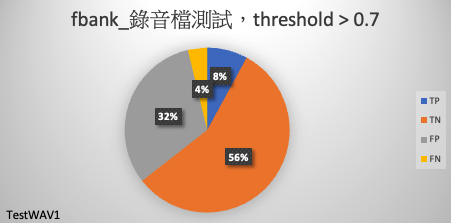 fbank_錄音檔測試，threshold > 0.7
8%
4%
32%
56%
TP
TN
FP
FN
TestWAV1